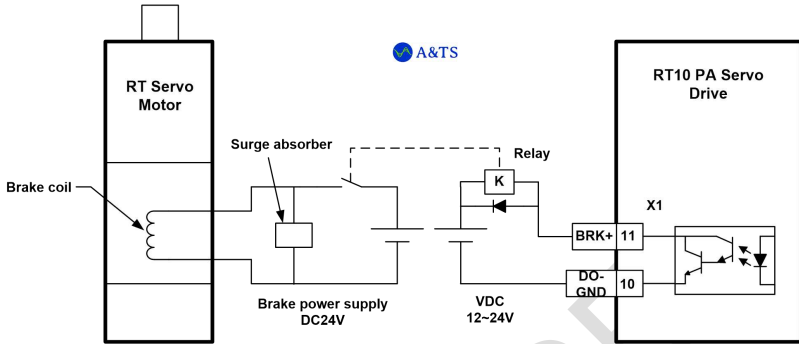 A&TS
RT Servo
Motor
RT10 PA Servo
Drive
Surge absorber
Relay
Brake coil
K
X1
BRK+
11
DO-
GND
10
Brake power supply
DC24V
VDC
12~24V